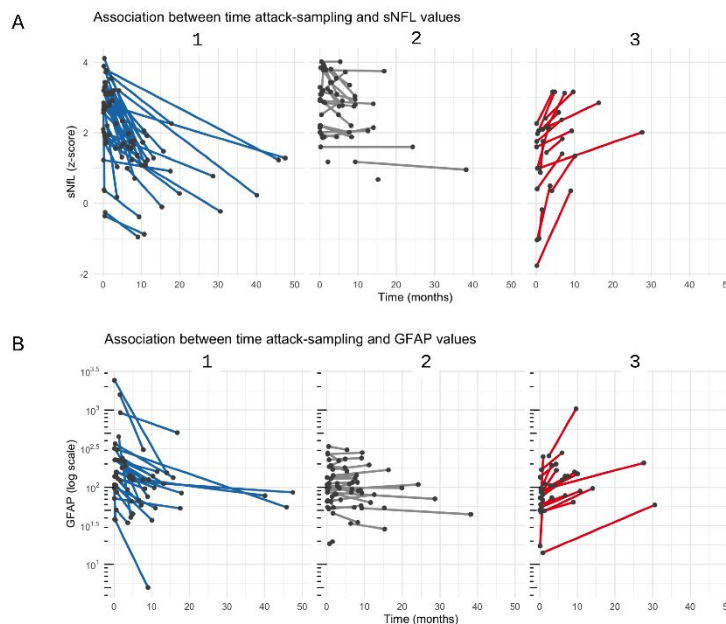 A
Association between time attack-sampling and sNFL values
1 2 3
sNfL (z-score)
4
2
0
-2
0 10 20 30 40 50 0 10 20 30 40 50 0 10 20 30 40 50
Time (months)
B
Association between time attack-sampling and GFAP values
1 2 3
GFAP (log scale)
10^3.5
10^3
10^2.5
10^2
10^1.5
10^1
0 10 20 30 40 50 0 10 20 30 40 50 0 10 20 30 40 50
Time (months)